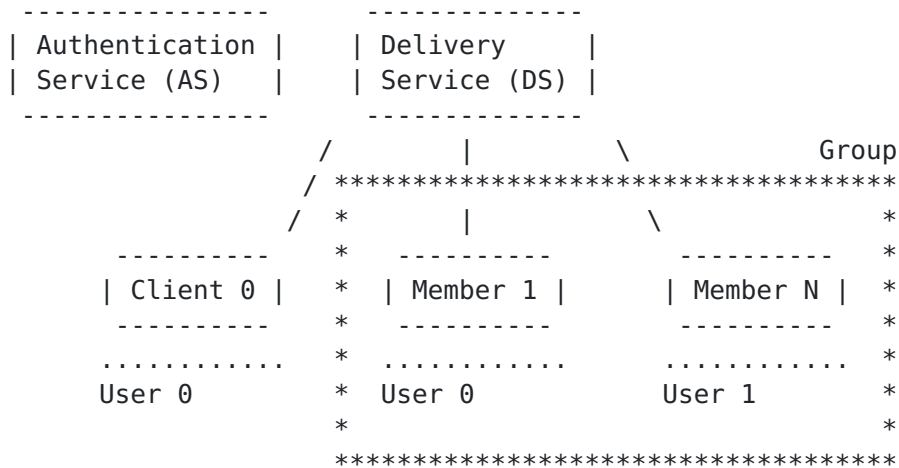 ----------------      --------------
| Authentication |    | Delivery     |
| Service (AS)   |    | Service (DS) |
 ----------------      --------------
                    /        |         \            Group
                   / ************************************
                  /  *       |           \              *
      ----------     *   ----------        ----------   *
     | Client 0 |    *  | Member 1 |      | Member N |  *
      ----------     *   ----------        ----------   *
     ............    *  ............      ............  *
     User 0          *  User 0            User 1        *
                     *                                  *
                     ************************************